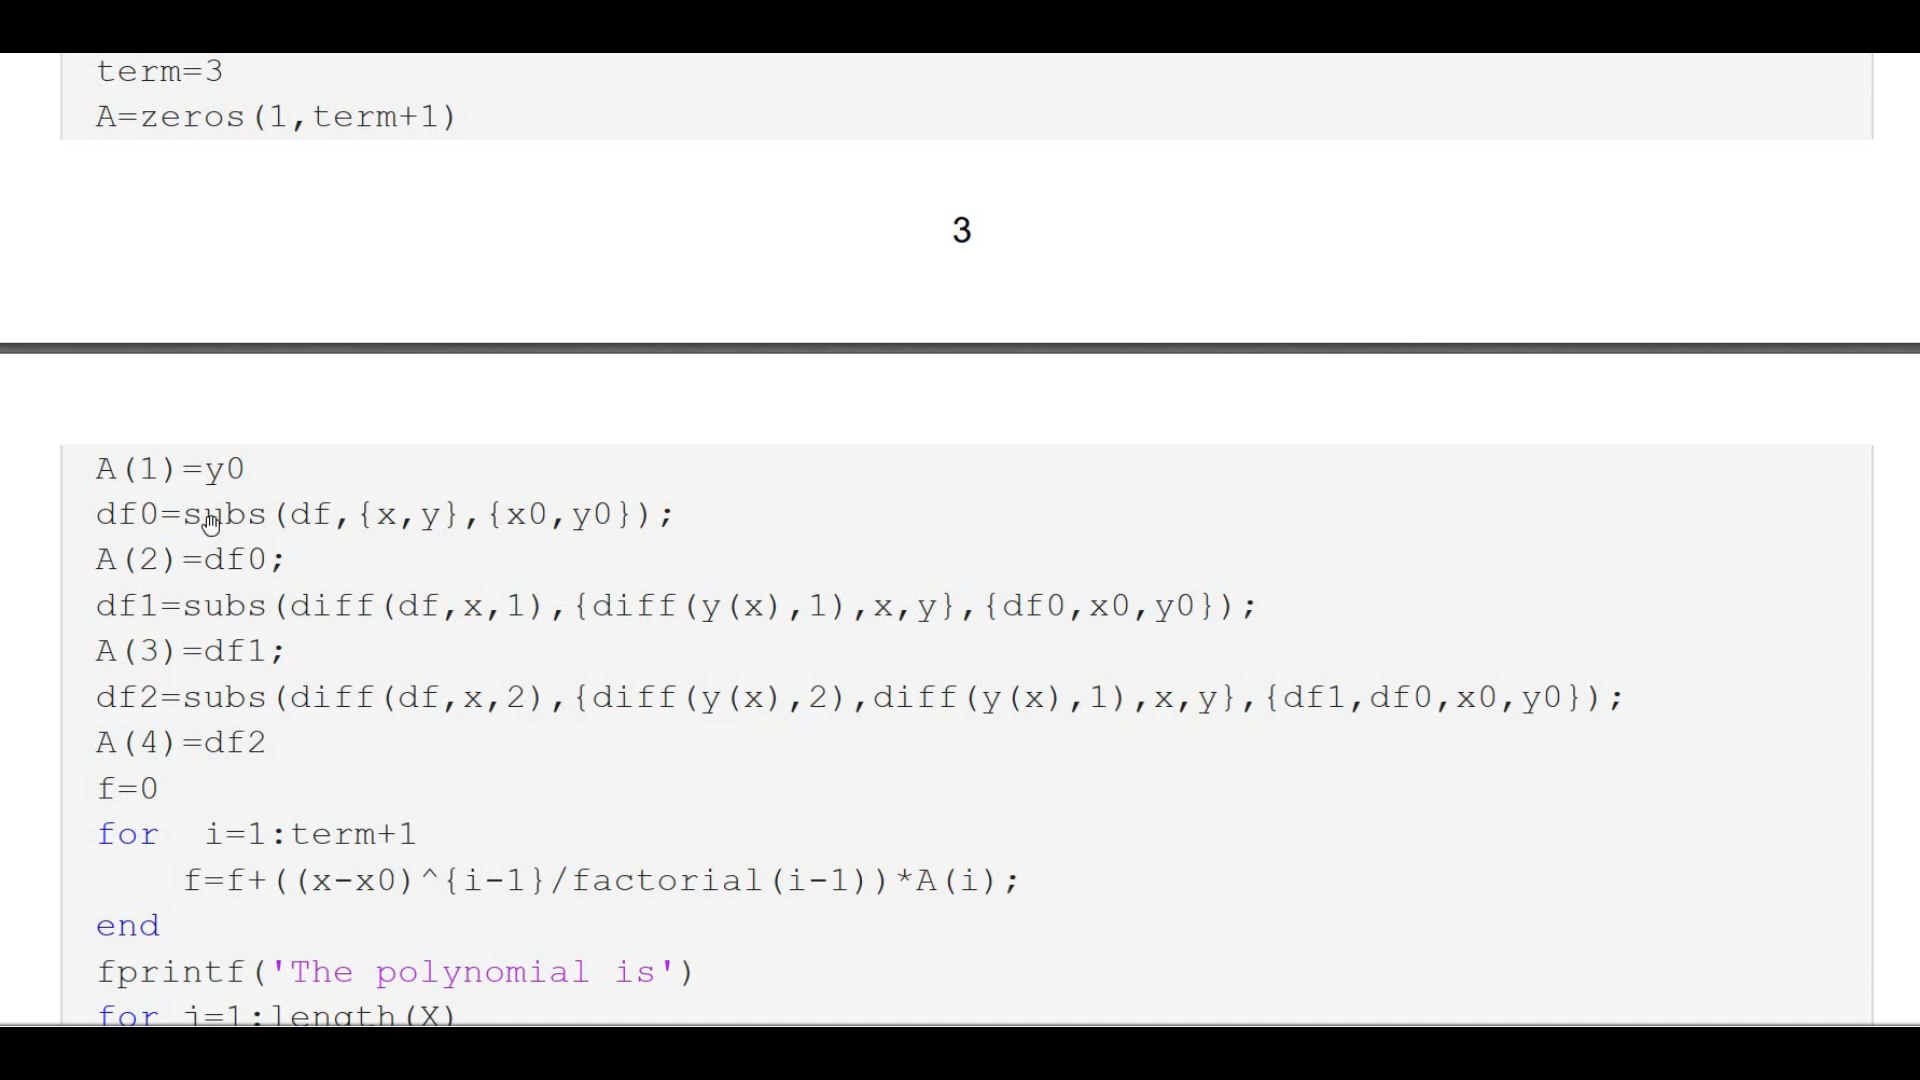 term=3
A=zeros(1,term+1)
3
A(1)=y0
df0=subs(df,{x,y},{x0,y0});
A(2)=df0;
df1=subs(diff(df,x,1),{diff(y(x),1),x,y},{df0,x0,y0});
A(3)=df1;
df2=subs(diff(df,x,2),{diff(y(x),2),diff(y(x),1),x,y},{df1,df0,x0,y0});
A(4)=df2
f=0
for  i=1:term+1
    f=f+((x-x0)^{i-1}/factorial(i-1))*A(i);
end
fprintf('The polynomial is')
for i=1:length(X)